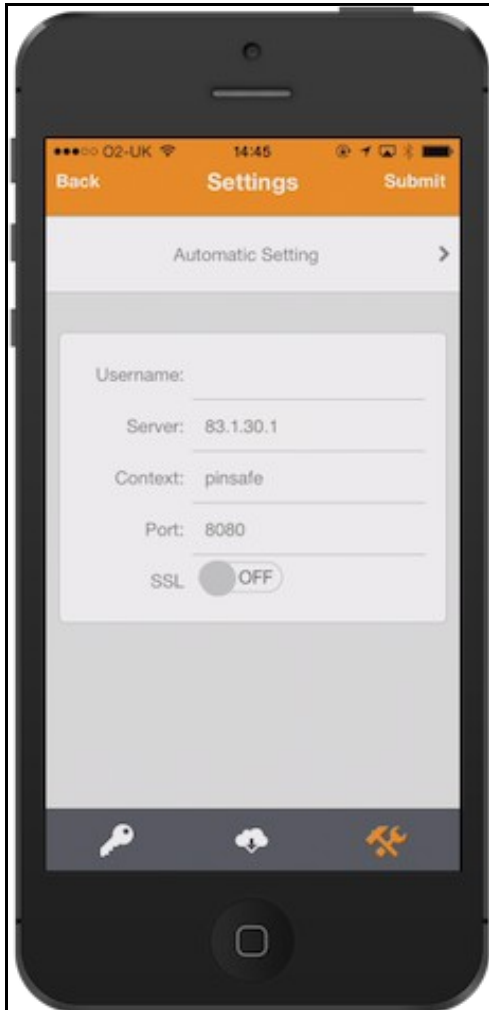 O2-UK 14:45
Back Settings Submit
Automatic Setting
Username:
Server: 83.1.30.1
Context: pinsafe
Port: 8080
SSL OFF